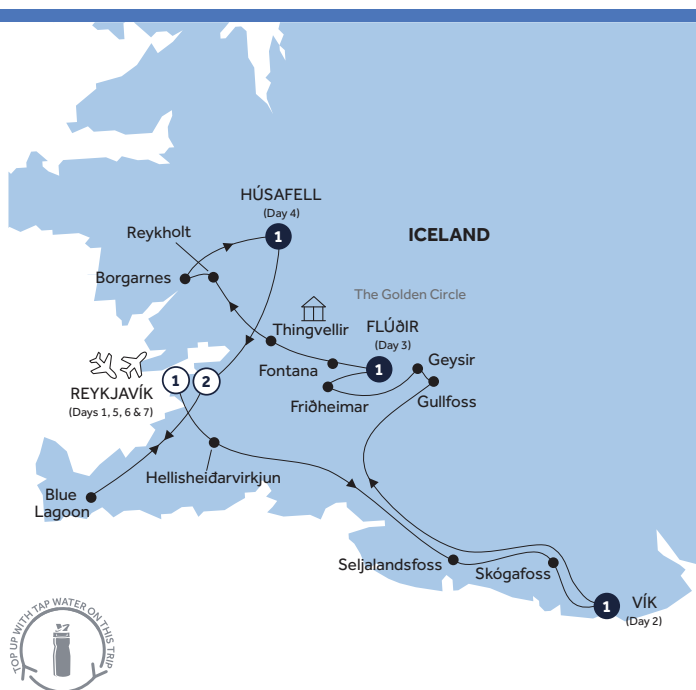 HÚSAFELL
(Day 4)
1
Reykholt
ICELAND
Borgarnes
The Golden Circle
Thingvellir
FLÚðIR
(Day 3)
1
Geysir
Fontana
REYKJAVÍK
(Days 1, 5, 6 & 7)
1
2
Friðheimar
Gullfoss
Hellisheiðarvirkjun
Blue
Lagoon
Seljalandsfoss
Skógafoss
1
VÍK
(Day 2)
TOP UP WITH TAP WATER ON THIS TRIP